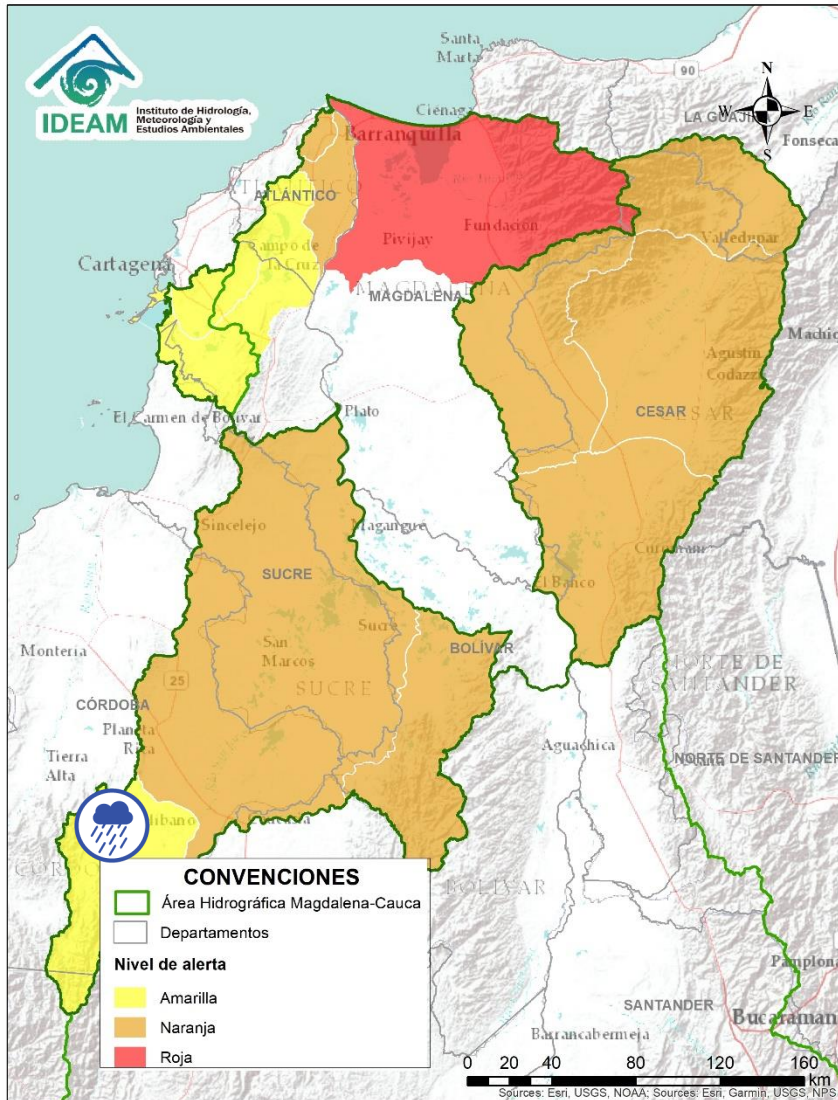 IDEAM
Instituto de Hidrología,
Meteorología y
Estudios Ambientales
Santa
Marta
90
N
W
E
S
Ciénaga
LA GUAJIRA
Fonseca
Barranquilla
ATLÁNTICO
Fundación
Pivijay
Valledupar
Campo de
la Cruz
Cartagena
MAGDALENA
MAGDALENA
Agustín
Codazzi
CESAR
CESAR
El Carmen de Bolívar
Plato
Sincelejo
Magangué
SUCRE
El Banco
Sucre
San
Marcos
BOLÍVAR
SUCRE
Montería
25
NORTE DE
SANTANDER
CÓRDOBA
Planeta
Rica
Aguachica
NORTE DE SANTANDER
Tierra
Alta
BOLÍVAR
CONVENCIONES
Área Hidrográfica Magdalena-Cauca
Departamentos
Nivel de alerta
Amarilla
Naranja
Roja
Pamplona
SANTANDER
Bucaraman
Barrancabermeja
0 20 40 80 120 160
km
Sources: Esri, USGS, NOAA; Sources: Esri, Garmin, USGS, NPS